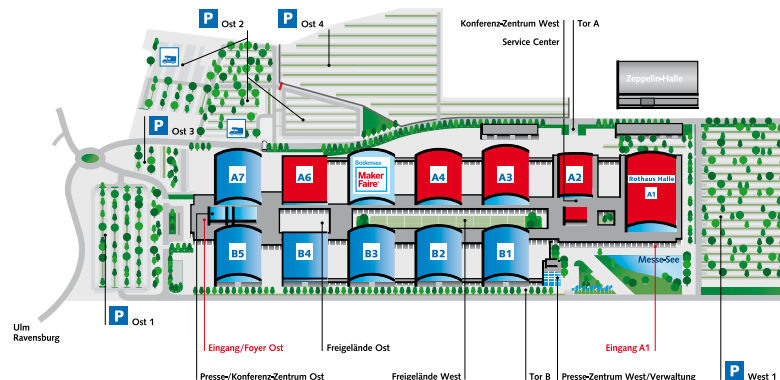 P Ost 2
P Ost 4
Konferenz-Zentrum West
Tor A
Service Center
Zeppelin-Halle
P Ost 3
A7
A6
Bodensee
Maker
Faire
A4
A3
A2
Rothaus Halle
A1
B5
B4
B3
B2
B1
Messe-See
P Ost 1
Ulm
Ravensburg
Eingang/Foyer Ost
Freigelände Ost
Eingang A1
Presse-/Konferenz-Zentrum Ost
Freigelände West
Tor B
Presse-Zentrum West/Verwaltung
P West 1